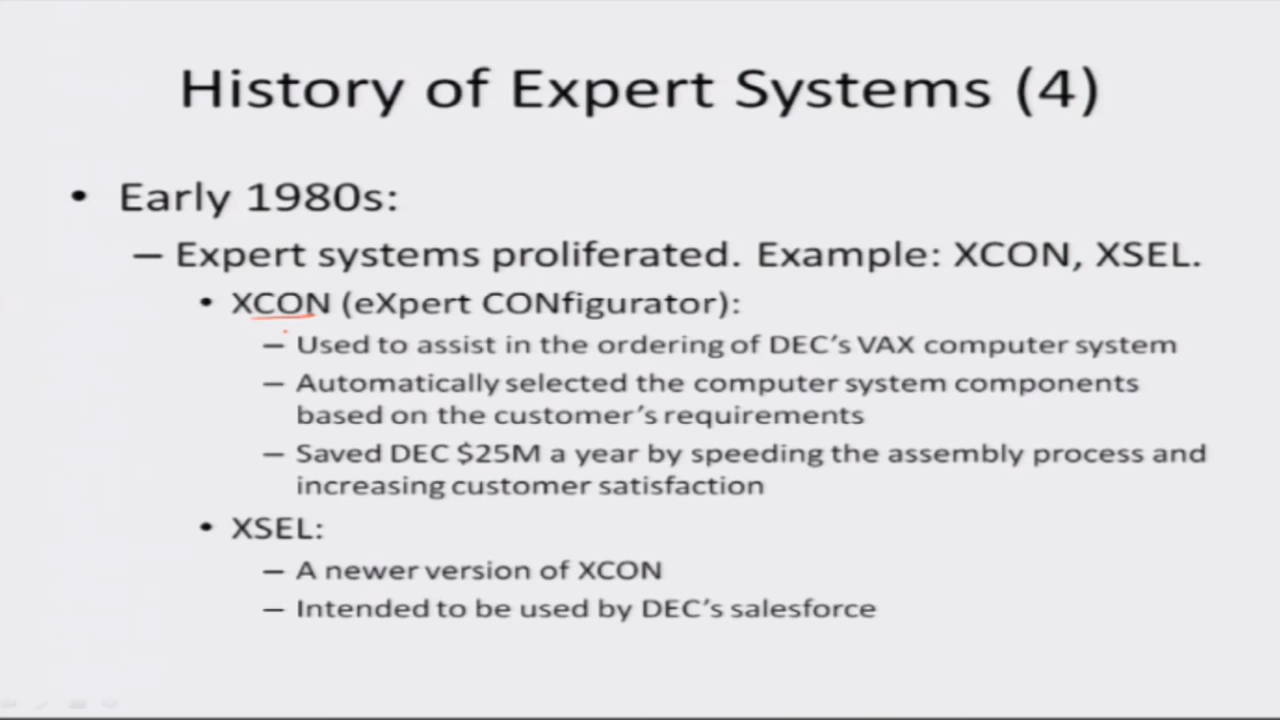 History of Expert Systems (4)
• Early 1980s:
– Expert systems proliferated. Example: XCON, XSEL.
• XCON (eXpert CONfigurator):
– Used to assist in the ordering of DEC's VAX computer system
– Automatically selected the computer system components
based on the customer's requirements
– Saved DEC $25M a year by speeding the assembly process and
increasing customer satisfaction
• XSEL:
– A newer version of XCON
– Intended to be used by DEC's salesforce